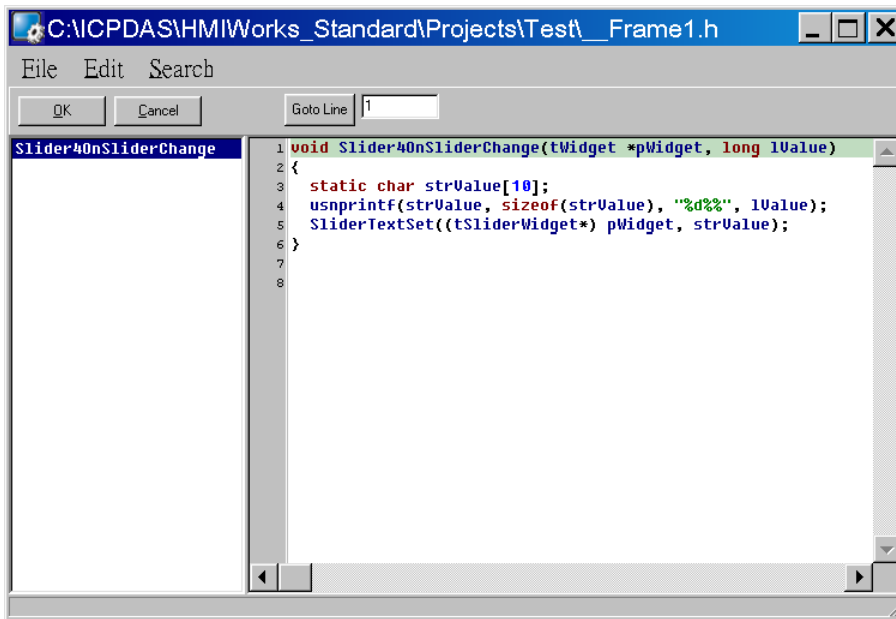 C:\ICPDAS\HMIWorks_Standard\Projects\Test\__Frame1.h
File Edit Search
OK Cancel Goto Line 1
Slider4OnSliderChange
1 void Slider4OnSliderChange(tWidget *pWidget, long lValue)
2 {
3 static char strValue[10];
4 usnprintf(strValue, sizeof(strValue), "%d%%", lValue);
5 SliderTextSet((tSliderWidget*) pWidget, strValue);
6 }
7
8